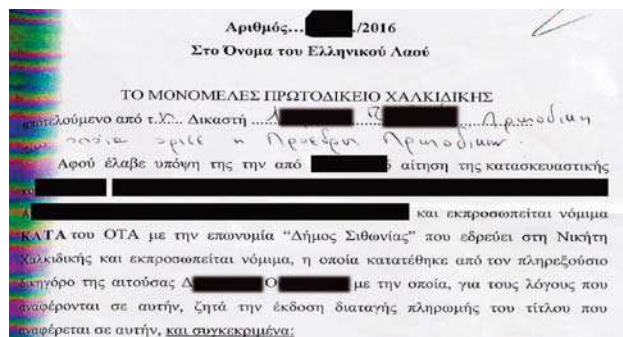 Αριθμός... ./2016
Στο Όνομα του Ελληνικού Λαού
ΤΟ ΜΟΝΟΜΕΛΕΣ ΠΡΩΤΟΔΙΚΕΙΟ ΧΑΛΚΙΔΙΚΗΣ
αποτελούμενο από τ Δικαστή
όρισε η Πρόεδρος Πρωτοδικών.
Αφού έλαβε υπόψη της την από αίτηση της κατασκευαστικής
και εκπροσωπείται νόμιμα
ΚΑΤΑ του ΟΤΑ με την επωνυμία “Δήμος Σιθωνίας” που εδρεύει στη Νικήτη
Χαλκιδικής και εκπροσωπείται νόμιμα, η οποία κατατέθηκε από τον πληρεξούσιο
δικηγόρο της αιτούσας Δ Ο με την οποία, για τους λόγους που
αναφέρονται σε αυτήν, ζητά την έκδοση διαταγής πληρωμής του τίτλου που
αναφέρεται σε αυτήν, και συγκεκριμένα: